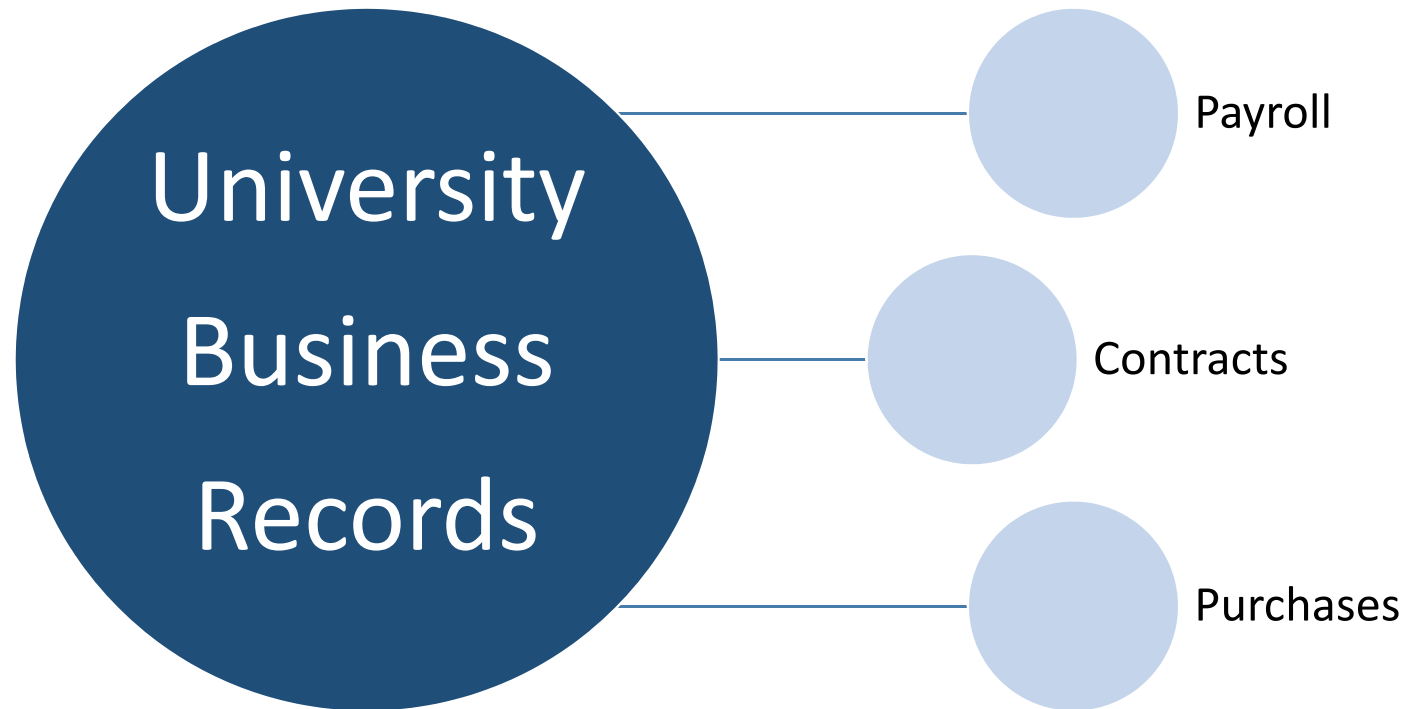 University
Business
Records
Payroll
Contracts
Purchases